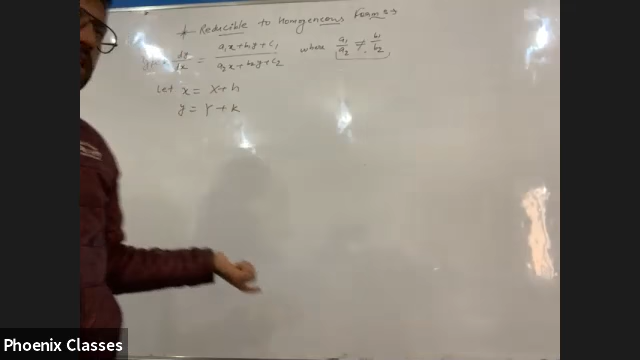 * Reducible to homogeneous form →
dy/dx = a₁x+b₁y+c₁ / a₂x+b₂y+c₂ where a₁/a₂ ≠ b₁/b₂
Let x = X+h
y = Y+k
Phoenix Classes